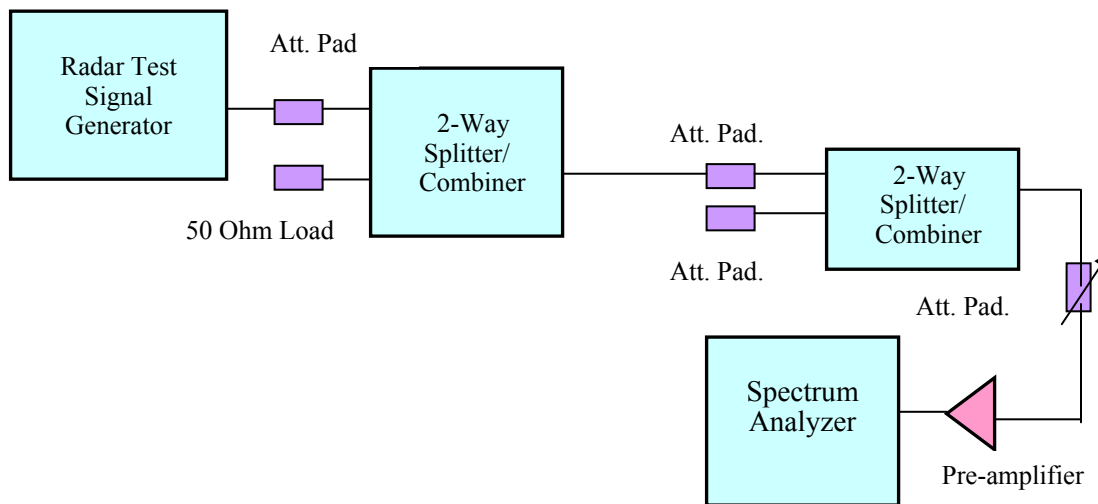 Radar Test
Signal
Generator
Att. Pad
50 Ohm Load
2-Way
Splitter/
Combiner
Att. Pad.
Att. Pad.
2-Way
Splitter/
Combiner
Att. Pad.
Spectrum
Analyzer
Pre-amplifier